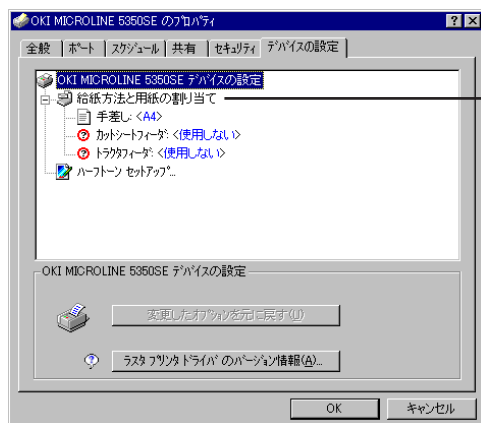 OKI MICROLINE 5350SE のプロパティ
全般 ポート スケジュール 共有 セキュリティ デバイスの設定
OKI MICROLINE 5350SE デバイスの設定
給紙方法と用紙の割り当て
手差し: <A4>
カットシートフィーダ: <使用しない>
トラクタフィーダ: <使用しない>
ハーフトーン セットアップ...
OKI MICROLINE 5350SE デバイスの設定
変更したオプションを元に戻す(U)
ラスタ プリンタ ドライバ のバージョン情報(A)...
OK キャンセル